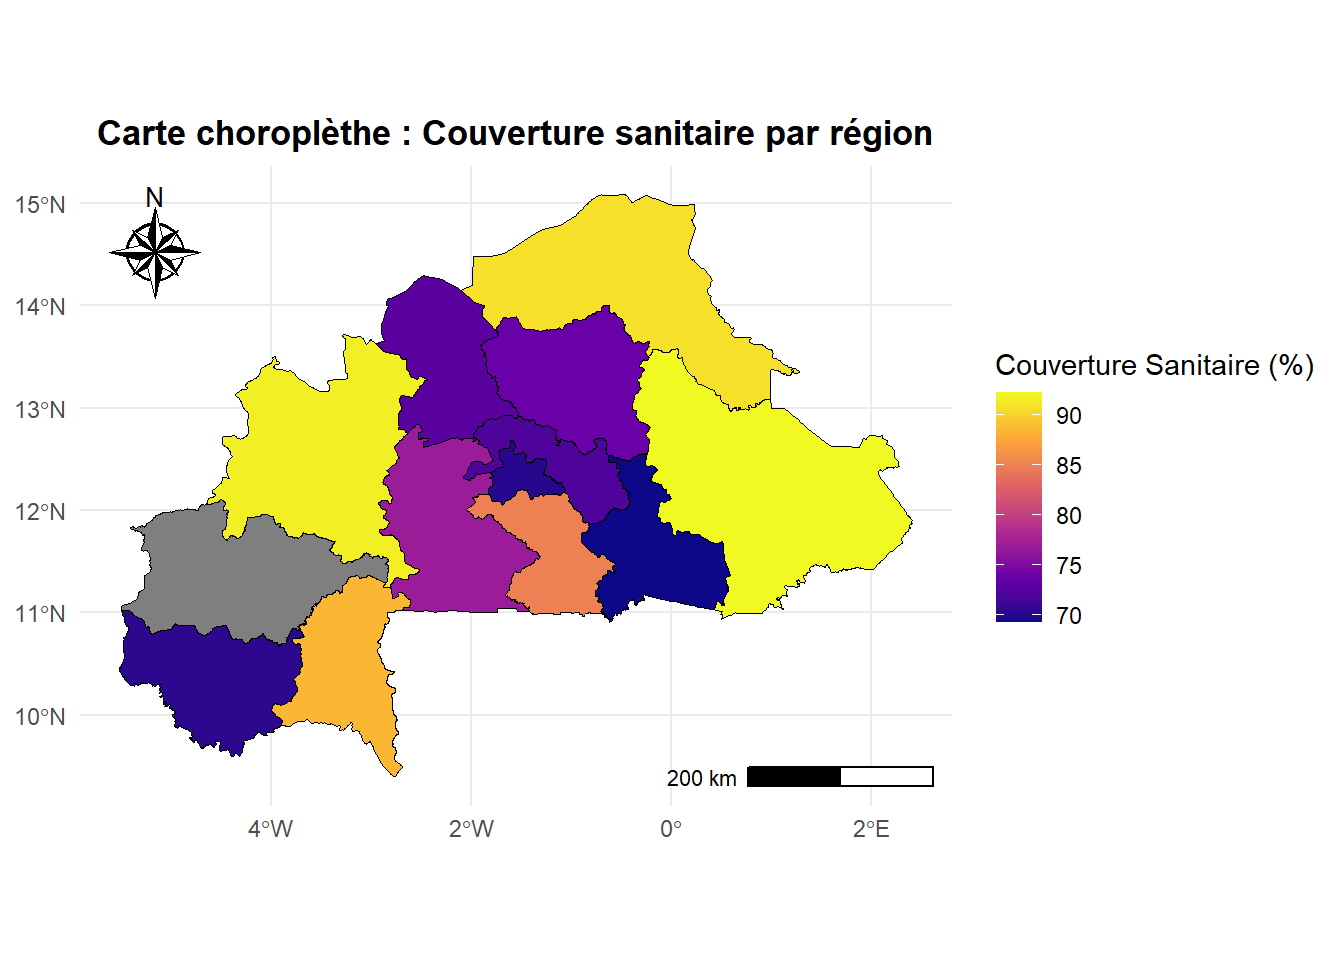 Carte choroplèthe : Couverture sanitaire par région
N
15°N
14°N
13°N
12°N
11°N
10°N
4°W
2°W
0°
2°E
200 km
Couverture Sanitaire (%)
90
85
80
75
70